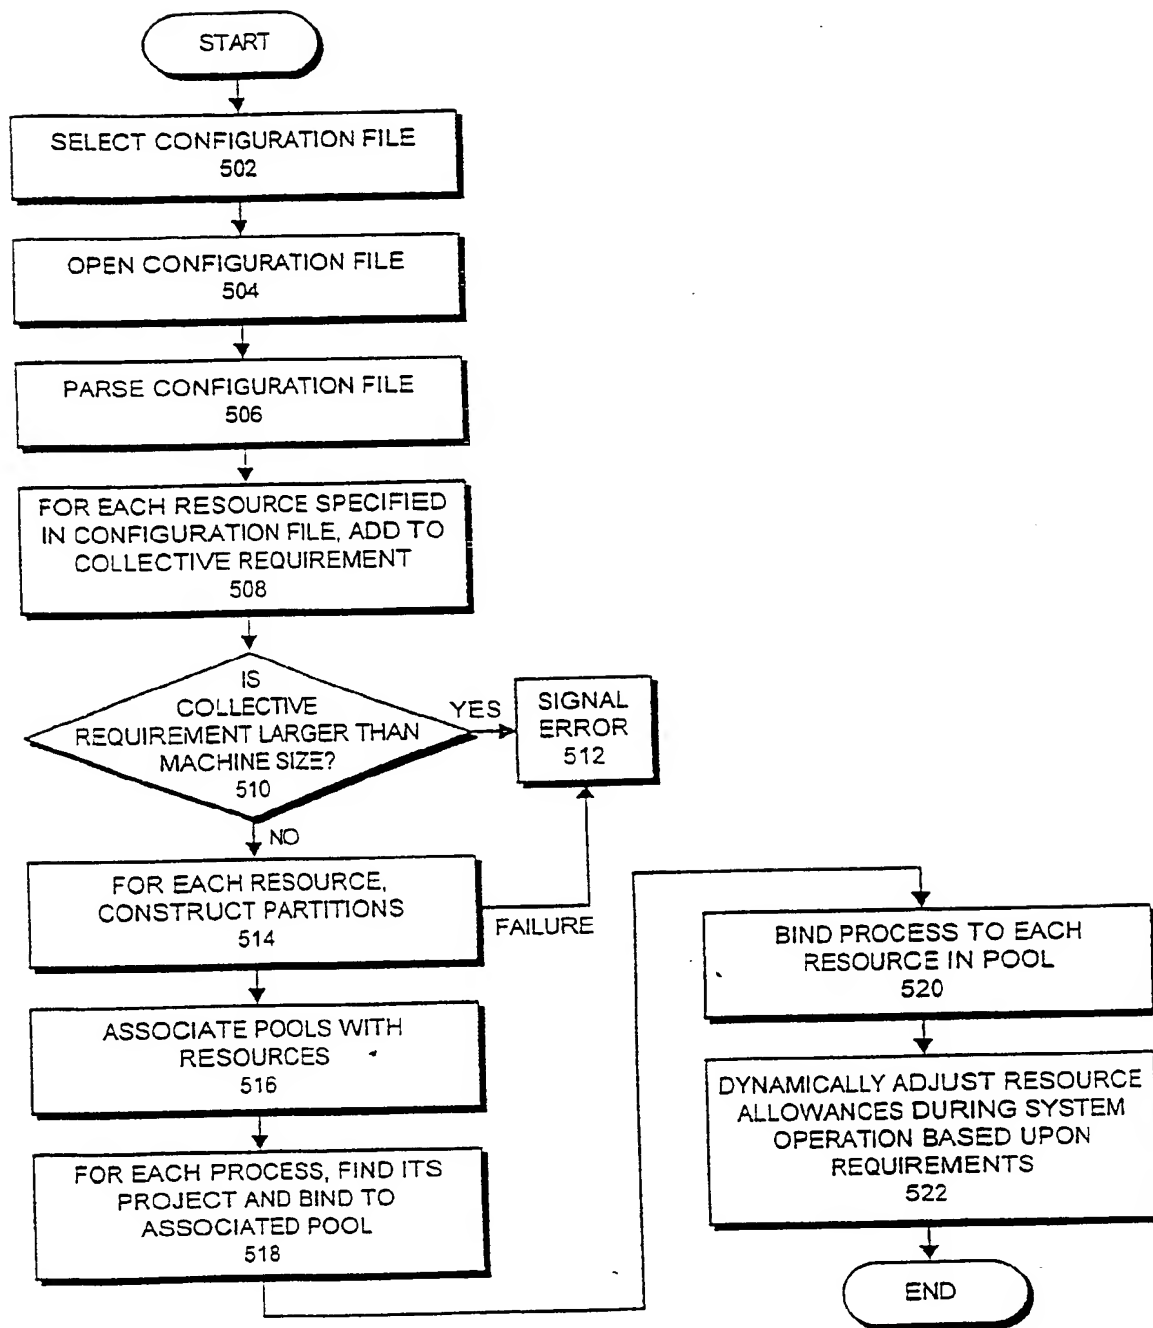 START
SELECT CONFIGURATION FILE
502
OPEN CONFIGURATION FILE
504
PARSE CONFIGURATION FILE
506
FOR EACH RESOURCE SPECIFIED
IN CONFIGURATION FILE, ADD TO
COLLECTIVE REQUIREMENT
508
IS
COLLECTIVE
REQUIREMENT LARGER THAN
MACHINE SIZE?
510
YES
SIGNAL
ERROR
512
NO
FOR EACH RESOURCE,
CONSTRUCT PARTITIONS
514
FAILURE
ASSOCIATE POOLS WITH
RESOURCES
516
FOR EACH PROCESS, FIND ITS
PROJECT AND BIND TO
ASSOCIATED POOL
518
BIND PROCESS TO EACH
RESOURCE IN POOL
520
DYNAMICALLY ADJUST RESOURCE
ALLOWANCES DURING SYSTEM
OPERATION BASED UPON
REQUIREMENTS
522
END